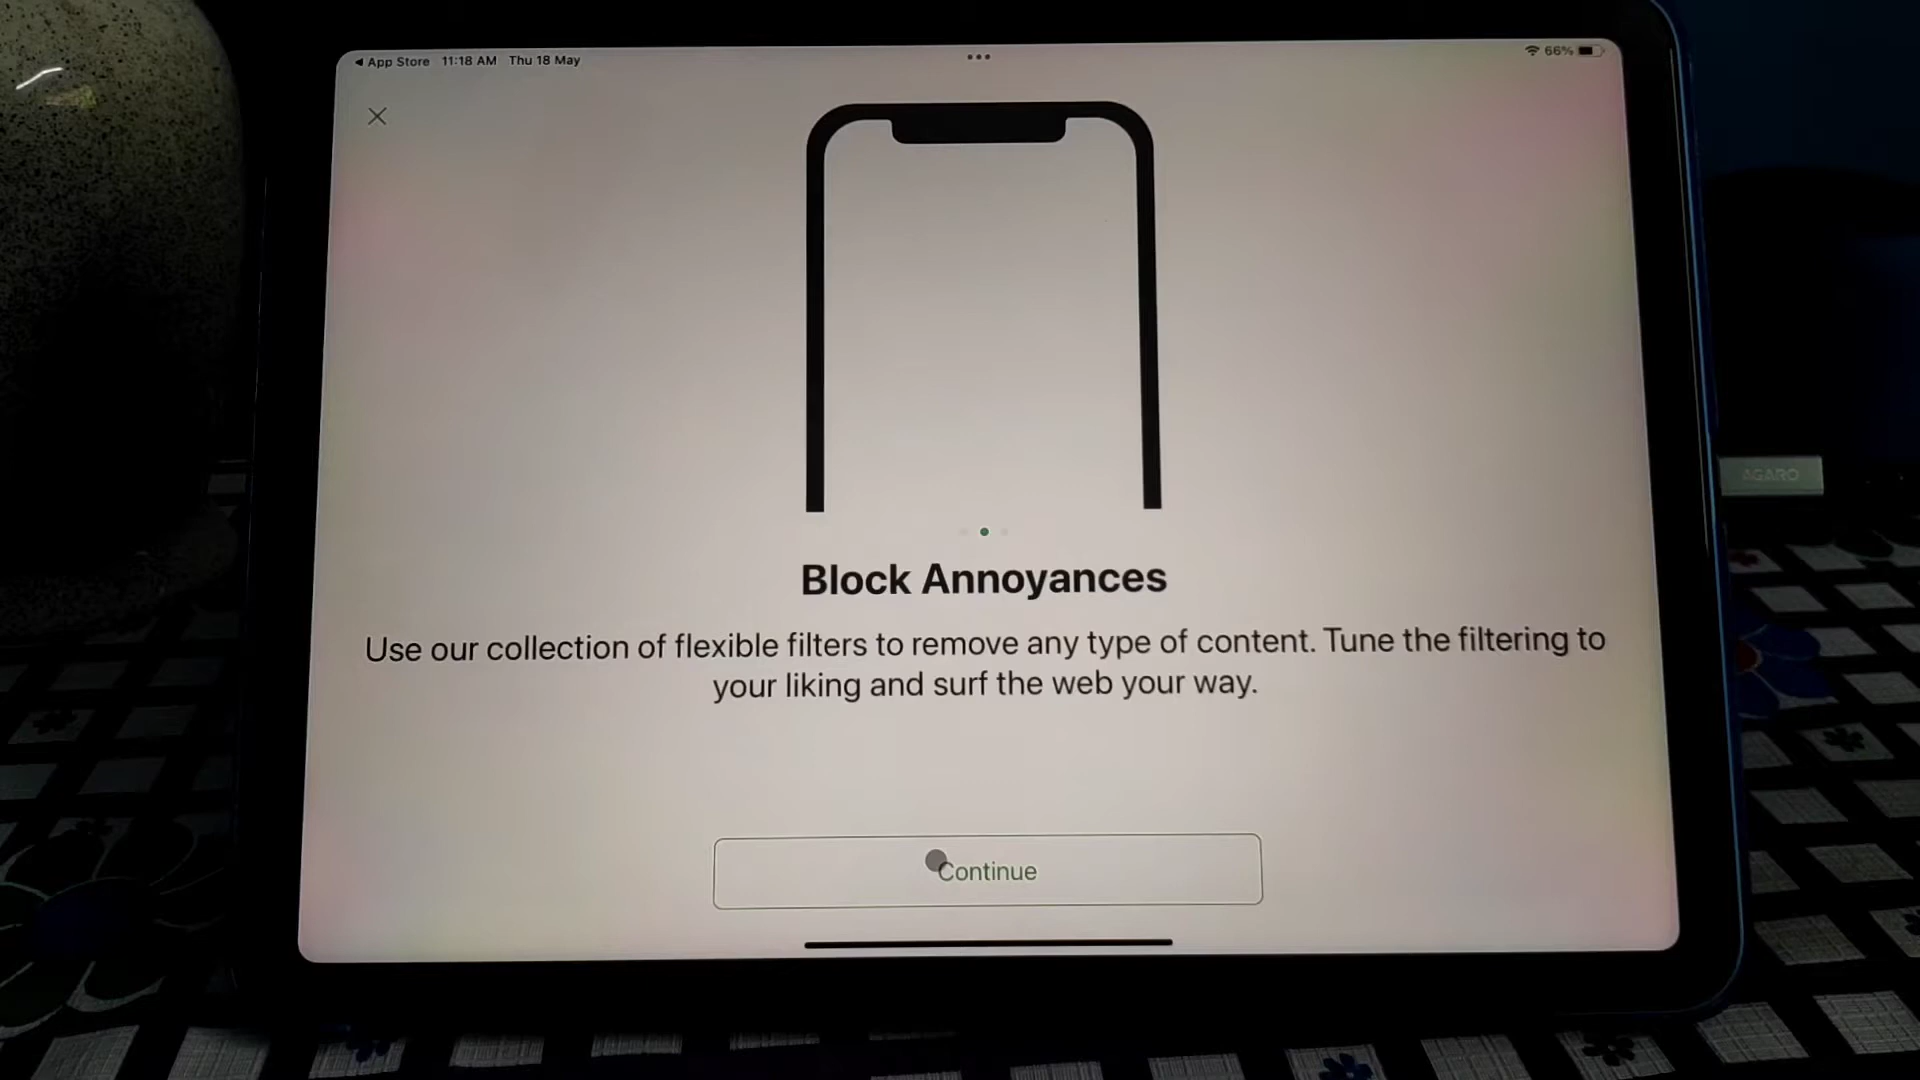 ◀ App Store 11:18 AM Thu 18 May
66%
Block Annoyances
Use our collection of flexible filters to remove any type of content. Tune the filtering to
your liking and surf the web your way.
Continue
AGARO